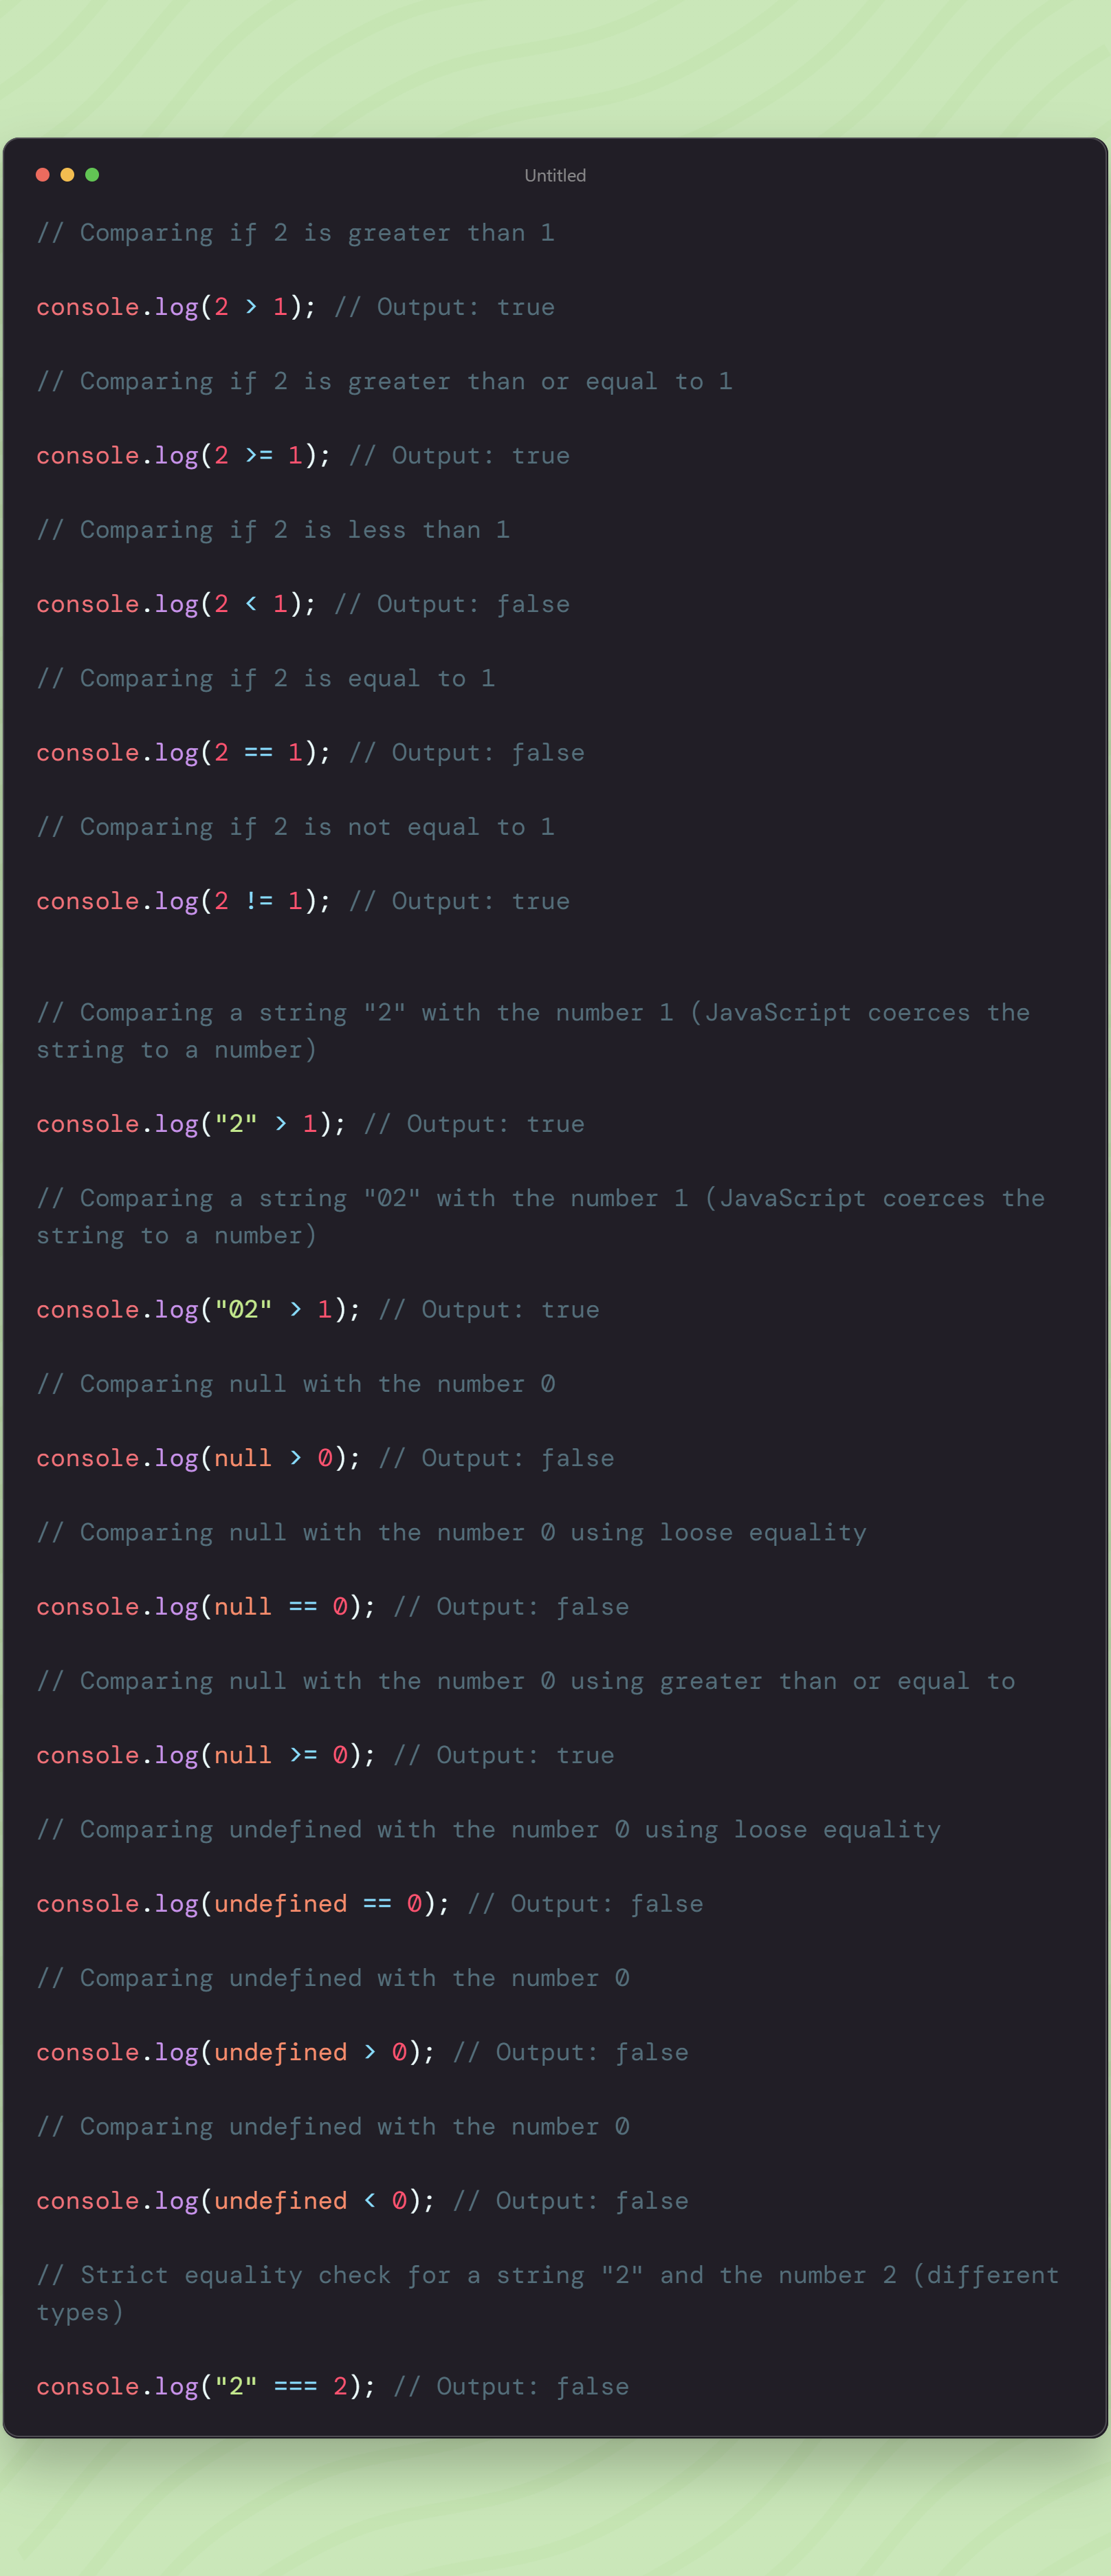 Untitled
// Comparing if 2 is greater than 1
console.log(2 > 1); // Output: true
// Comparing if 2 is greater than or equal to 1
console.log(2 >= 1); // Output: true
// Comparing if 2 is less than 1
console.log(2 < 1); // Output: false
// Comparing if 2 is equal to 1
console.log(2 == 1); // Output: false
// Comparing if 2 is not equal to 1
console.log(2 != 1); // Output: true
// Comparing a string "2" with the number 1 (JavaScript coerces the
string to a number)
console.log("2" > 1); // Output: true
// Comparing a string "02" with the number 1 (JavaScript coerces the
string to a number)
console.log("02" > 1); // Output: true
// Comparing null with the number 0
console.log(null > 0); // Output: false
// Comparing null with the number 0 using loose equality
console.log(null == 0); // Output: false
// Comparing null with the number 0 using greater than or equal to
console.log(null >= 0); // Output: true
// Comparing undefined with the number 0 using loose equality
console.log(undefined == 0); // Output: false
// Comparing undefined with the number 0
console.log(undefined > 0); // Output: false
// Comparing undefined with the number 0
console.log(undefined < 0); // Output: false
// Strict equality check for a string "2" and the number 2 (different
types)
console.log("2" === 2); // Output: false